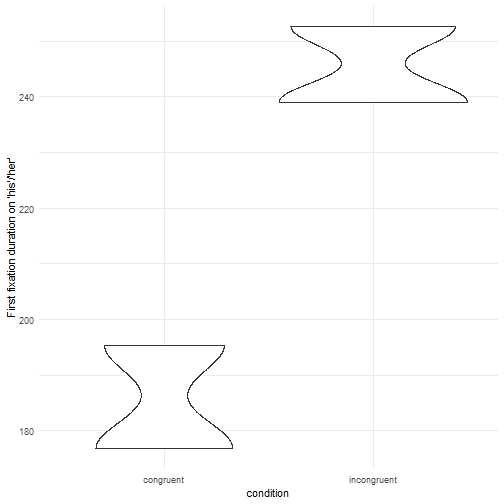 First fixation duration on 'his'/'her'
240
220
200
180
congruent
incongruent
condition